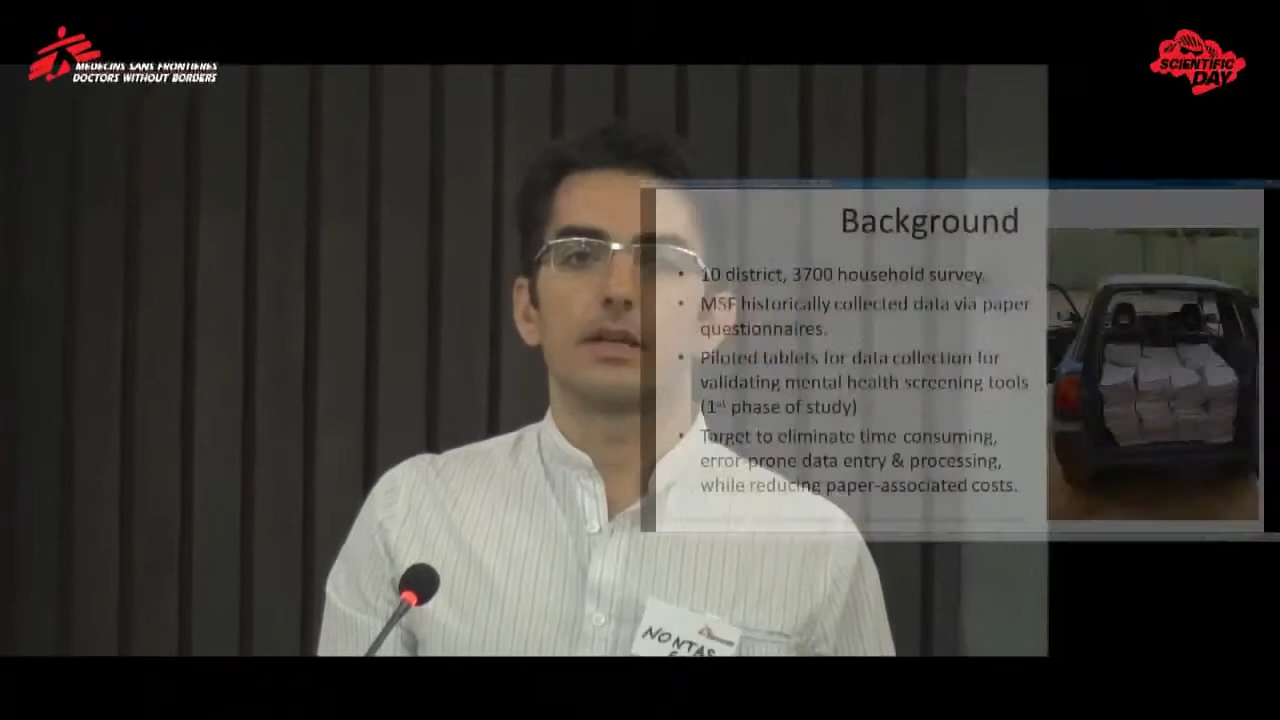 MEDECINS SANS FRONTIERES
DOCTORS WITHOUT BORDERS
SCIENTIFIC
DAY
Background
• 10 district, 3700 household survey.
• MSF historically collected data via paper
questionnaires.
• Piloted tablets for data collection for
validating mental health screening tools
(1st phase of study)
• Target to eliminate time consuming,
error-prone data entry & processing,
while reducing paper-associated costs.
NONTAS